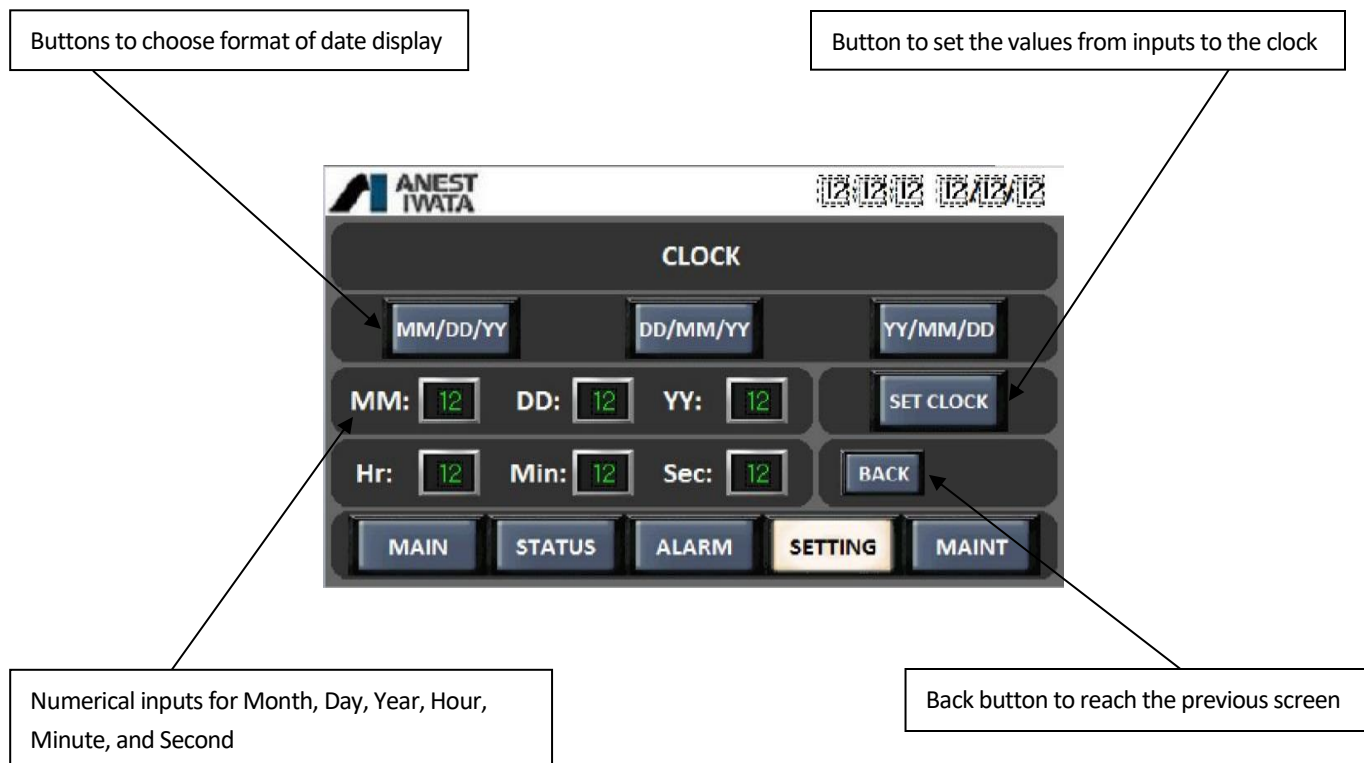 Buttons to choose format of date display
Button to set the values from inputs to the clock
ANEST
IWATA
12:12:12 12/12/12
CLOCK
MM/DD/YY DD/MM/YY YY/MM/DD
MM: 12 DD: 12 YY: 12 SET CLOCK
Hr: 12 Min: 12 Sec: 12 BACK
MAIN STATUS ALARM SETTING MAINT
Numerical inputs for Month, Day, Year, Hour,
Minute, and Second
Back button to reach the previous screen